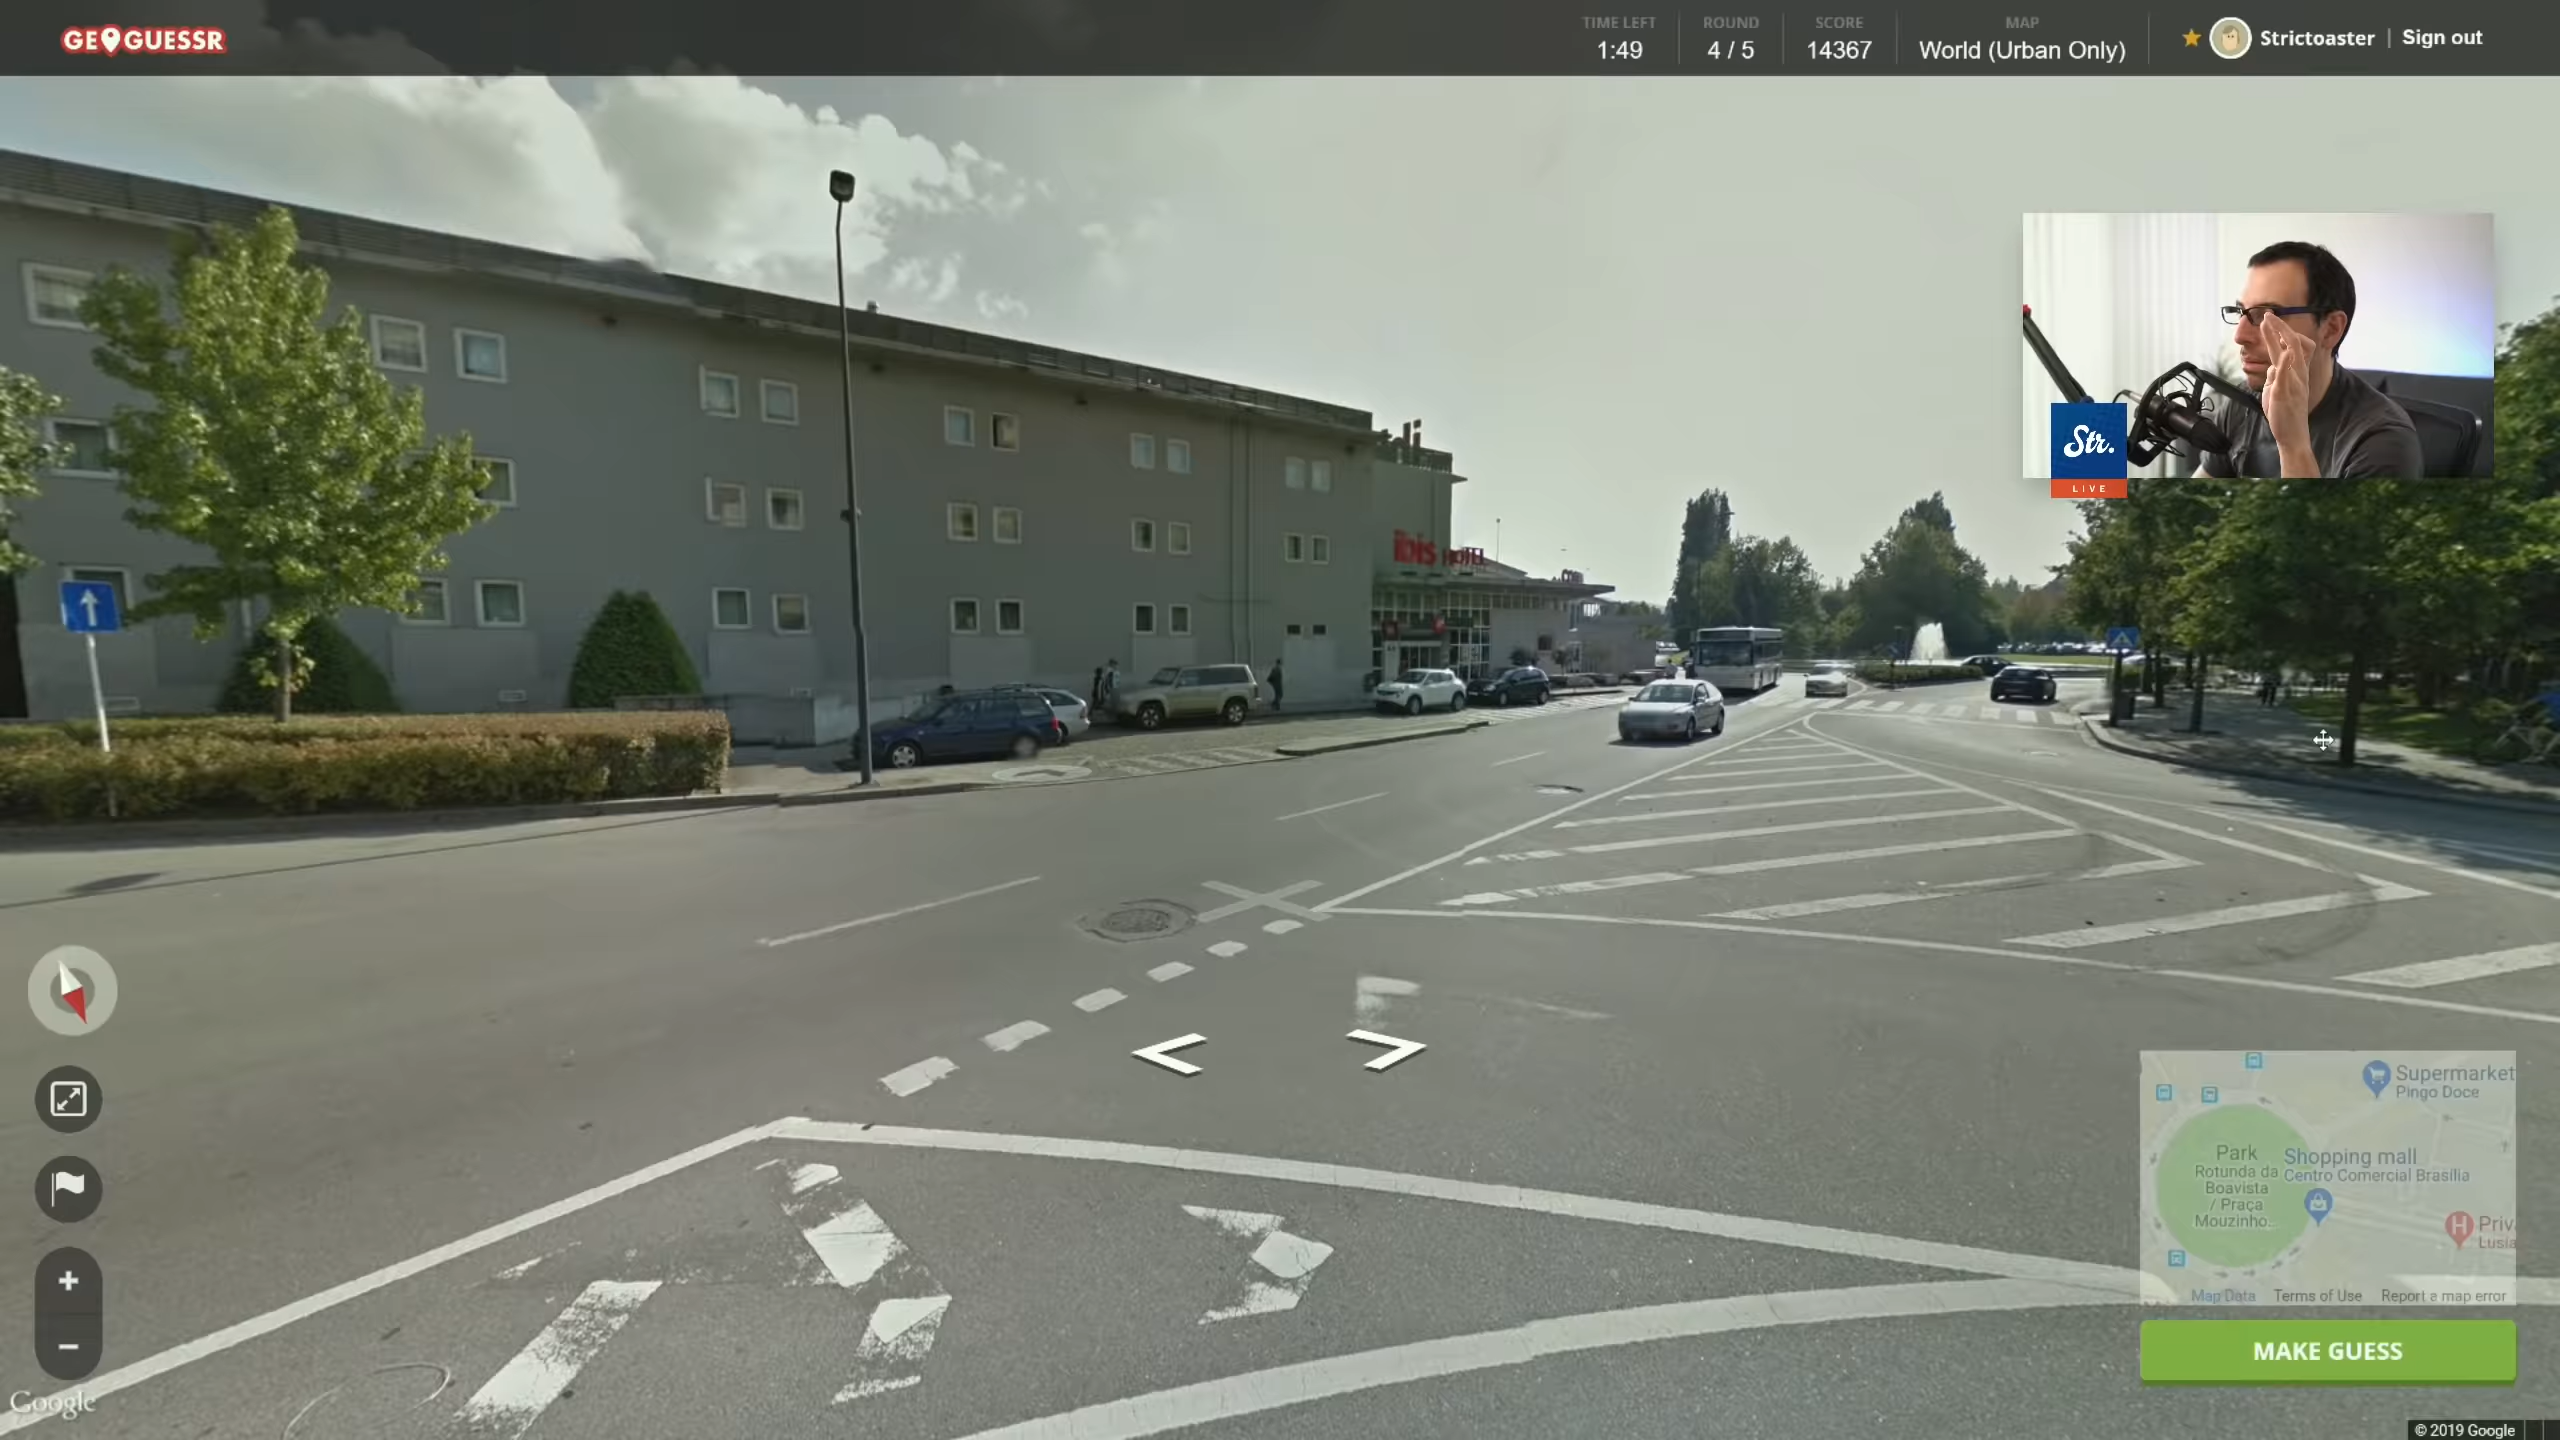 GEOGUESSR
TIME LEFT
1:49
ROUND
4 / 5
SCORE
14367
MAP
World (Urban Only)
Strictoaster | Sign out
Str.
LIVE
ibis HOTEL
Supermarket
Pingo Doce
Park
Rotunda da
Boavista
/ Praça
Mouzinho...
Shopping mall
Centro Comercial Brasília
H
Priv
Lusía
Map Data
Terms of Use
Report a map error
MAKE GUESS
Google
© 2019 Google